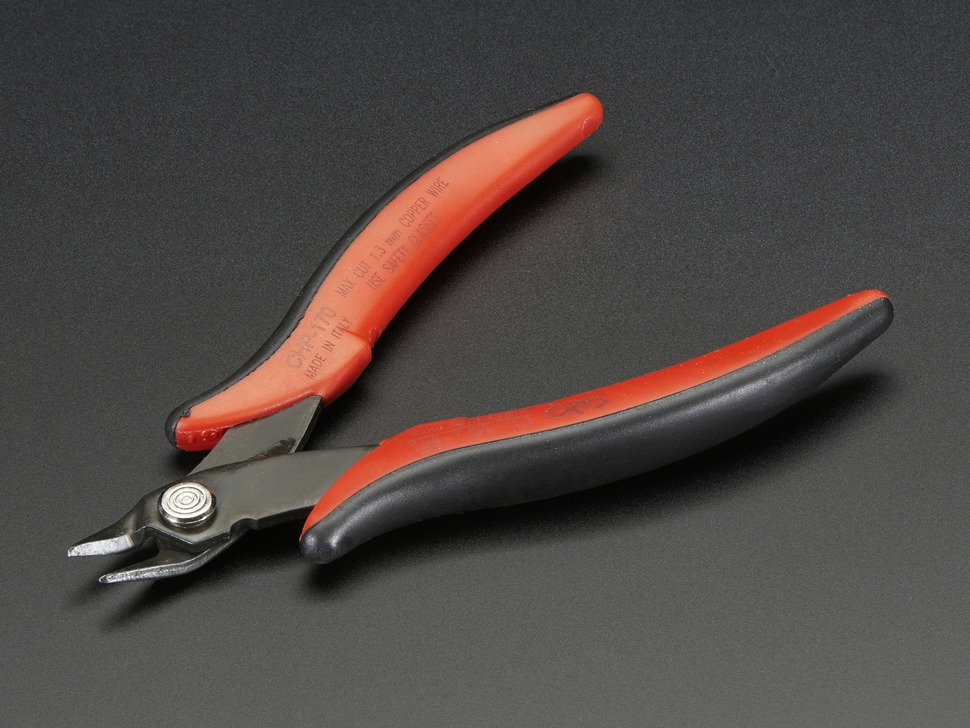 MAX CUT 1.3 mm COPPER WIRE
USE SAFETY GLASSES
CHP-170
MADE IN ITALY